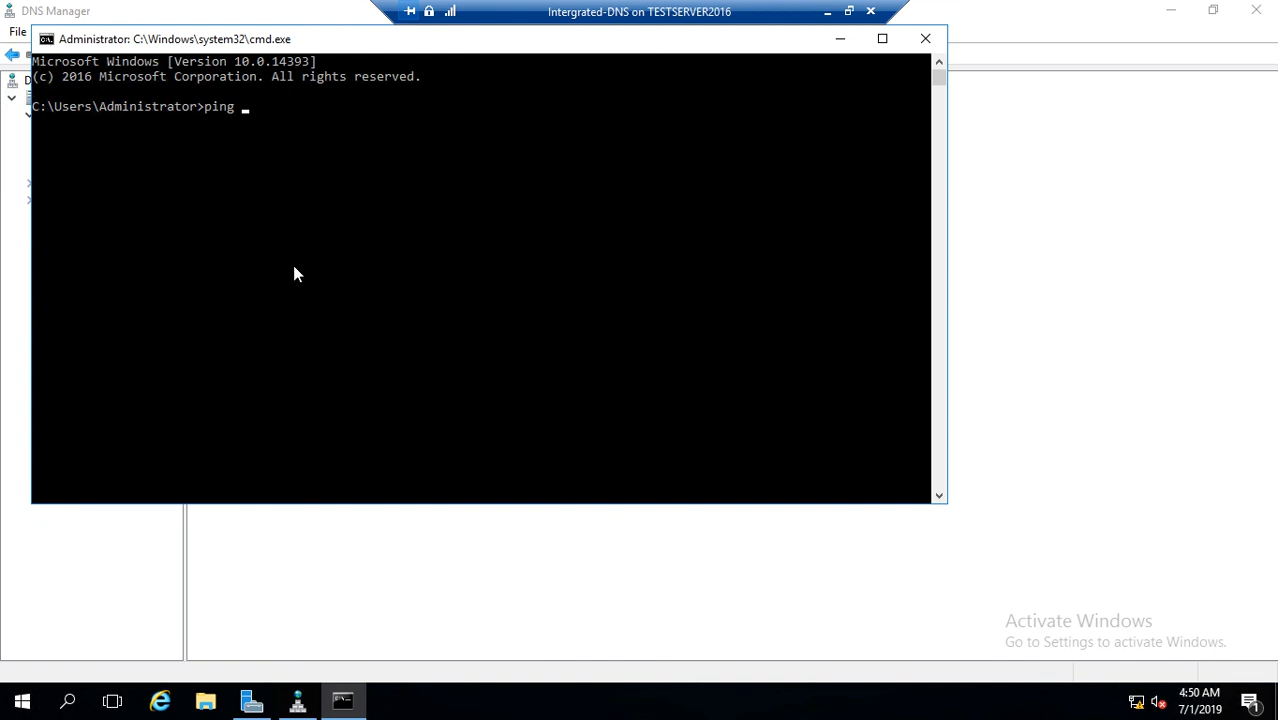 DNS Manager
Intergrated-DNS on TESTSERVER2016
File
Administrator: C:\Windows\system32\cmd.exe
Microsoft Windows [Version 10.0.14393]
(c) 2016 Microsoft Corporation. All rights reserved.
C:\Users\Administrator>ping _
Activate Windows
Go to Settings to activate Windows.
4:50 AM
7/1/2019
1